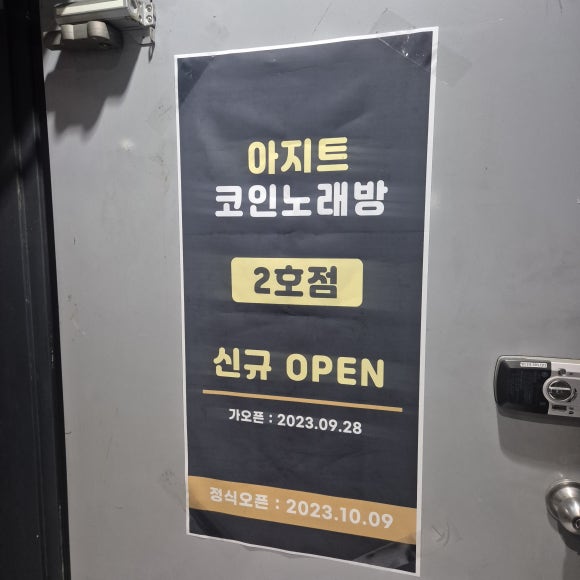 아지트
코인노래방
2호점
신규 OPEN
가오픈 : 2023.09.28
정식오픈 : 2023.10.09